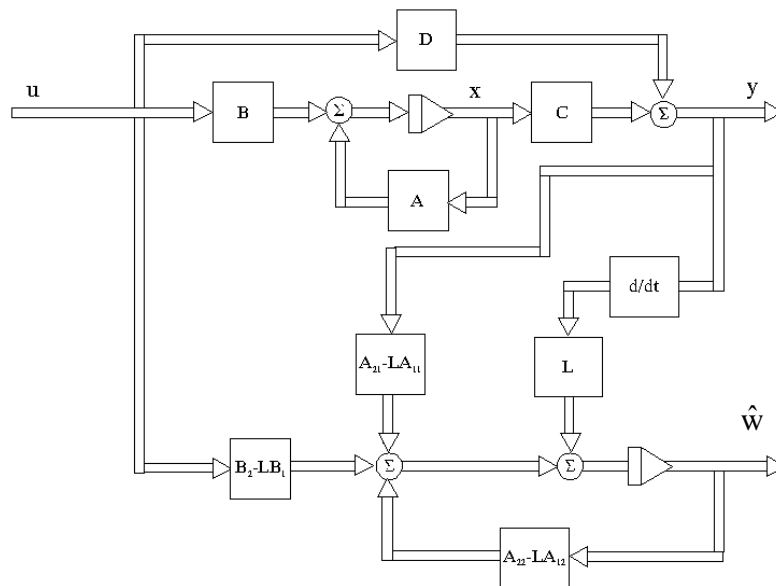 D
u
B
Σ
x
C
Σ
y
A
d/dt
A₂₁-LA₁₁
L
ŵ
B₂-LB₁
Σ
Σ
A₂₂-LA₁₂